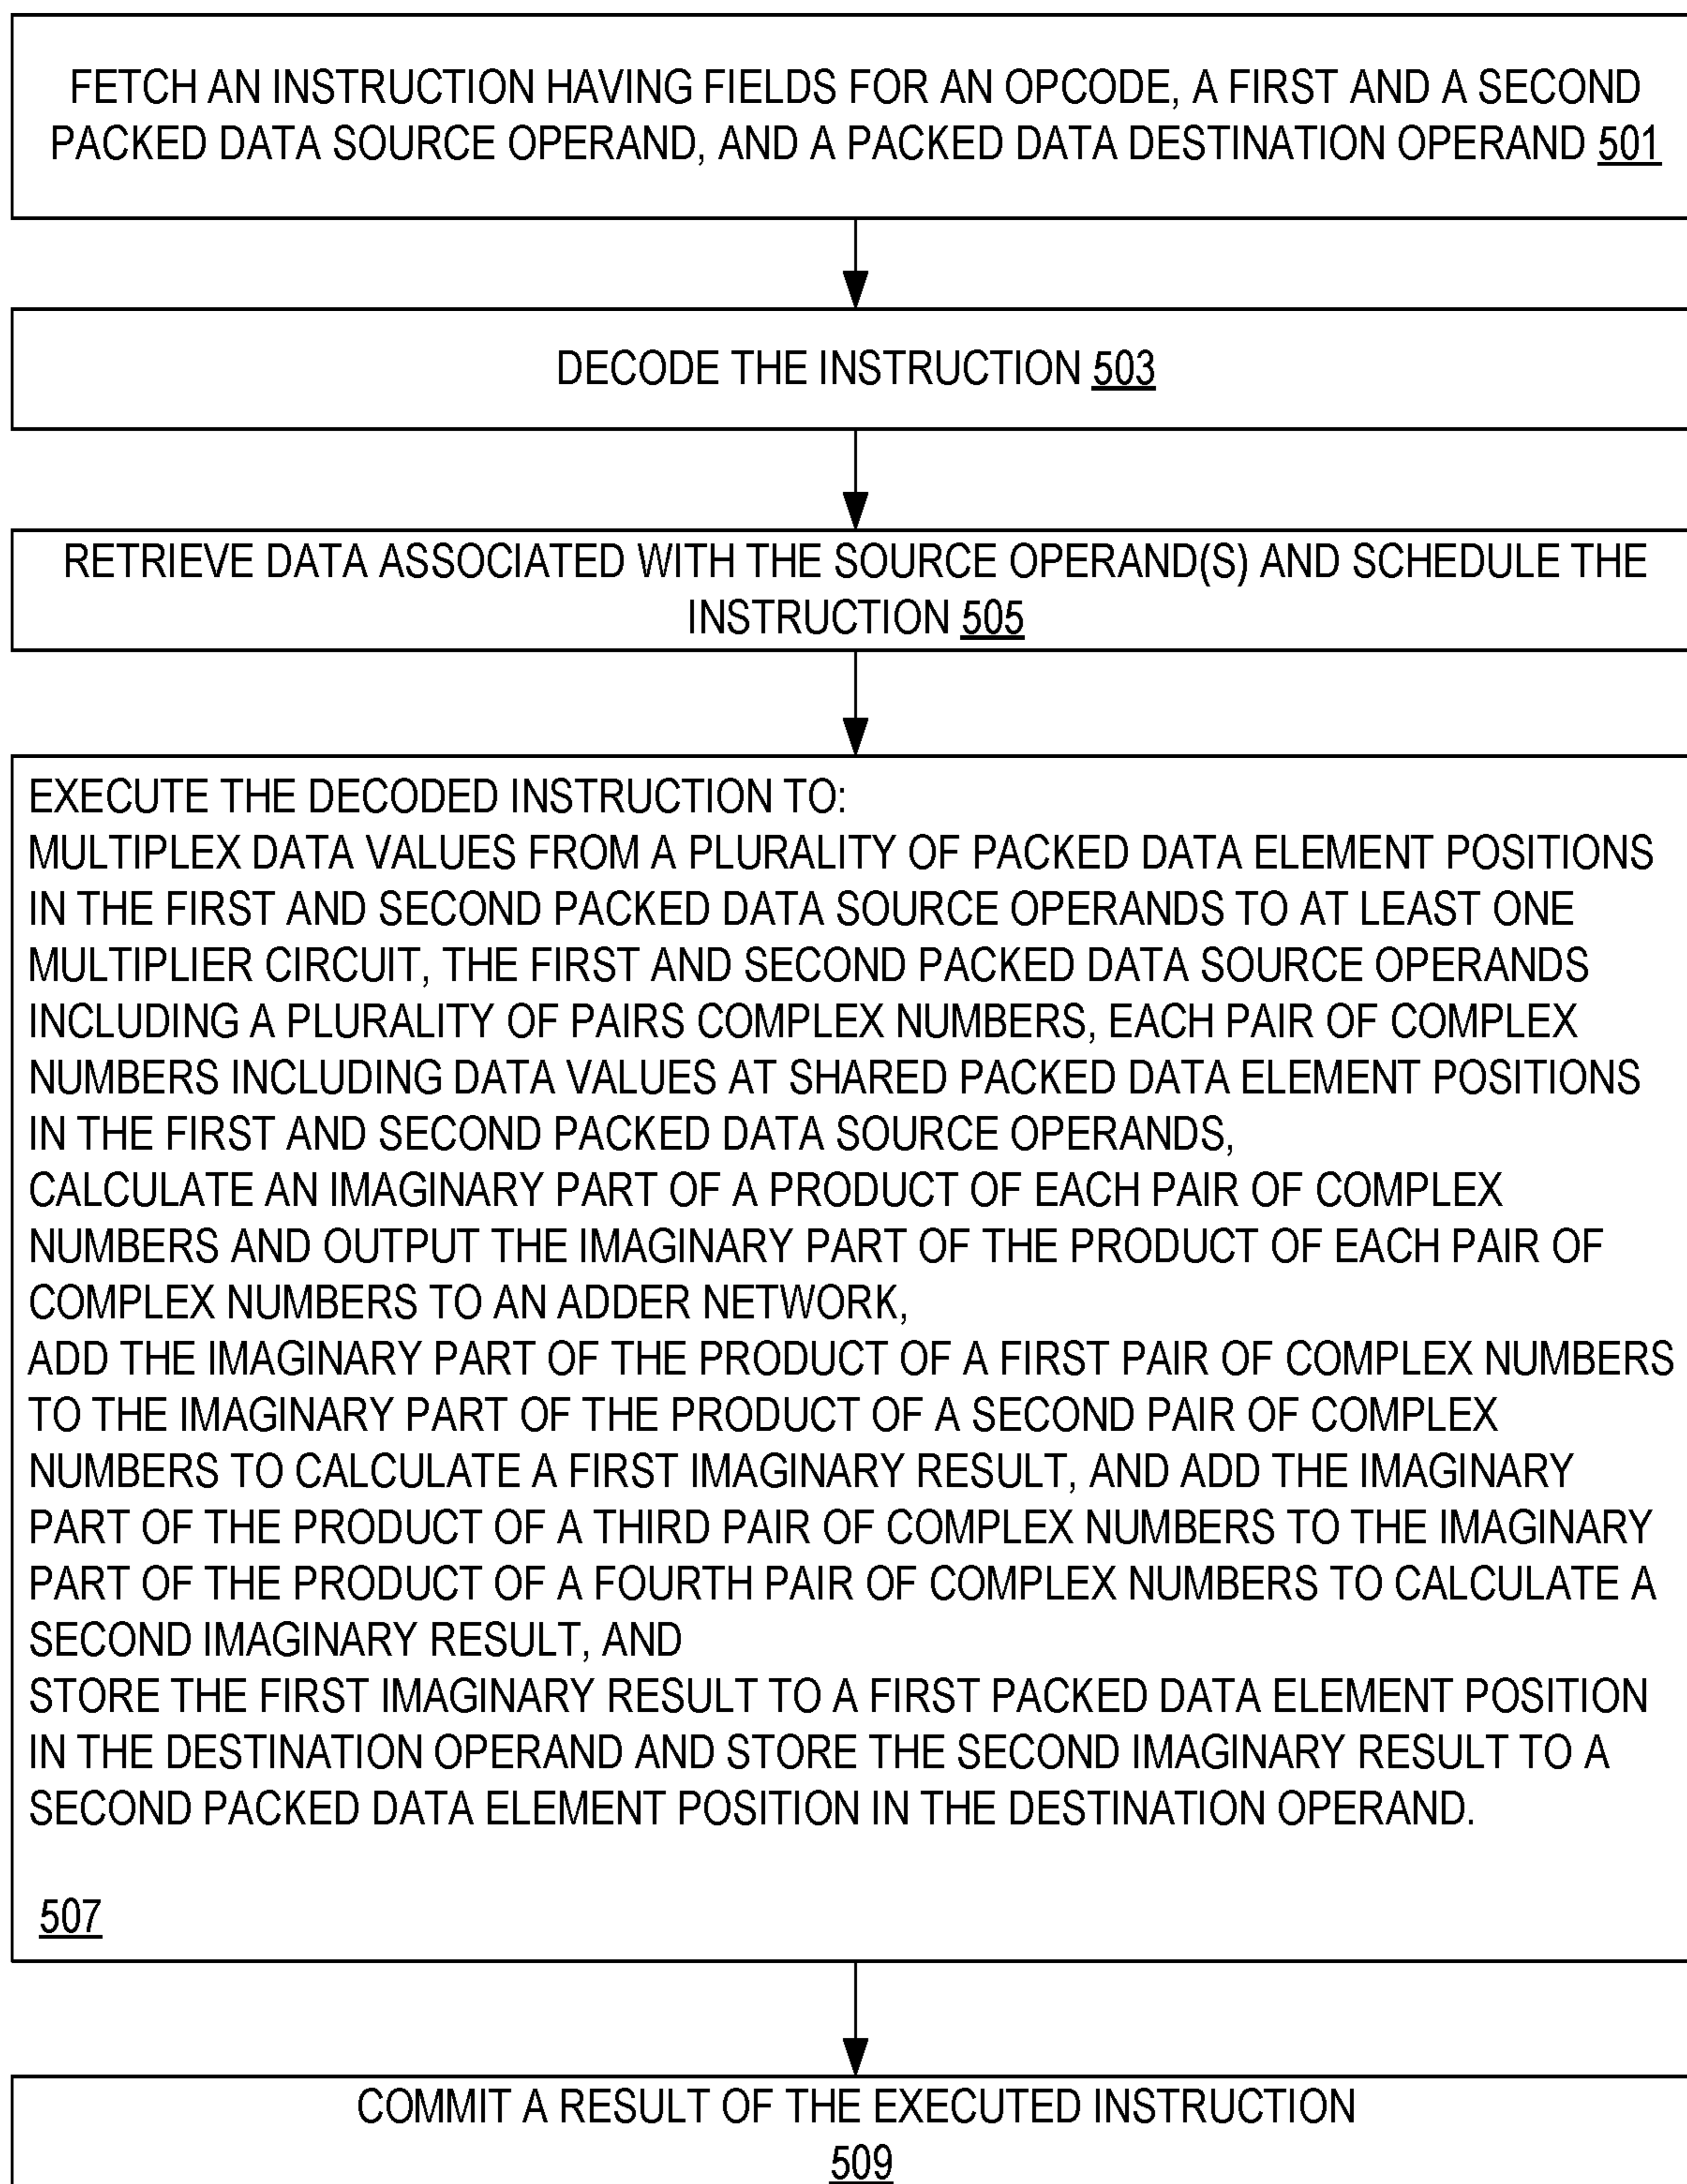 FETCH AN INSTRUCTION HAVING FIELDS FOR AN OPCODE, A FIRST AND A SECOND
PACKED DATA SOURCE OPERAND, AND A PACKED DATA DESTINATION OPERAND 501
DECODE THE INSTRUCTION 503
RETRIEVE DATA ASSOCIATED WITH THE SOURCE OPERAND(S) AND SCHEDULE THE
INSTRUCTION 505
EXECUTE THE DECODED INSTRUCTION TO:
MULTIPLEX DATA VALUES FROM A PLURALITY OF PACKED DATA ELEMENT POSITIONS
IN THE FIRST AND SECOND PACKED DATA SOURCE OPERANDS TO AT LEAST ONE
MULTIPLIER CIRCUIT, THE FIRST AND SECOND PACKED DATA SOURCE OPERANDS
INCLUDING A PLURALITY OF PAIRS COMPLEX NUMBERS, EACH PAIR OF COMPLEX
NUMBERS INCLUDING DATA VALUES AT SHARED PACKED DATA ELEMENT POSITIONS
IN THE FIRST AND SECOND PACKED DATA SOURCE OPERANDS,
CALCULATE AN IMAGINARY PART OF A PRODUCT OF EACH PAIR OF COMPLEX
NUMBERS AND OUTPUT THE IMAGINARY PART OF THE PRODUCT OF EACH PAIR OF
COMPLEX NUMBERS TO AN ADDER NETWORK,
ADD THE IMAGINARY PART OF THE PRODUCT OF A FIRST PAIR OF COMPLEX NUMBERS
TO THE IMAGINARY PART OF THE PRODUCT OF A SECOND PAIR OF COMPLEX
NUMBERS TO CALCULATE A FIRST IMAGINARY RESULT, AND ADD THE IMAGINARY
PART OF THE PRODUCT OF A THIRD PAIR OF COMPLEX NUMBERS TO THE IMAGINARY
PART OF THE PRODUCT OF A FOURTH PAIR OF COMPLEX NUMBERS TO CALCULATE A
SECOND IMAGINARY RESULT, AND
STORE THE FIRST IMAGINARY RESULT TO A FIRST PACKED DATA ELEMENT POSITION
IN THE DESTINATION OPERAND AND STORE THE SECOND IMAGINARY RESULT TO A
SECOND PACKED DATA ELEMENT POSITION IN THE DESTINATION OPERAND.
507
COMMIT A RESULT OF THE EXECUTED INSTRUCTION
509